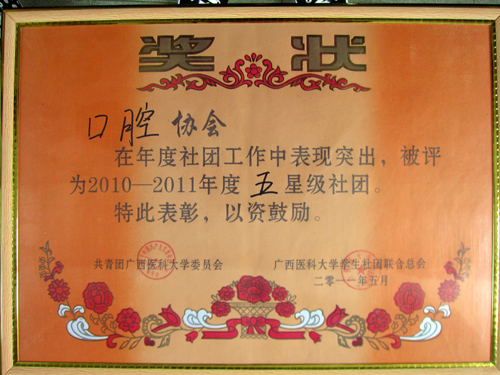 奖状
口腔 协会
在年度社团工作中表现突出，被评
为2010—2011年度 五 星级社团。
特此表彰，以资鼓励。
共青团广西医科大学委员会 广西医科大学学生社团联合总会
二零一一年五月